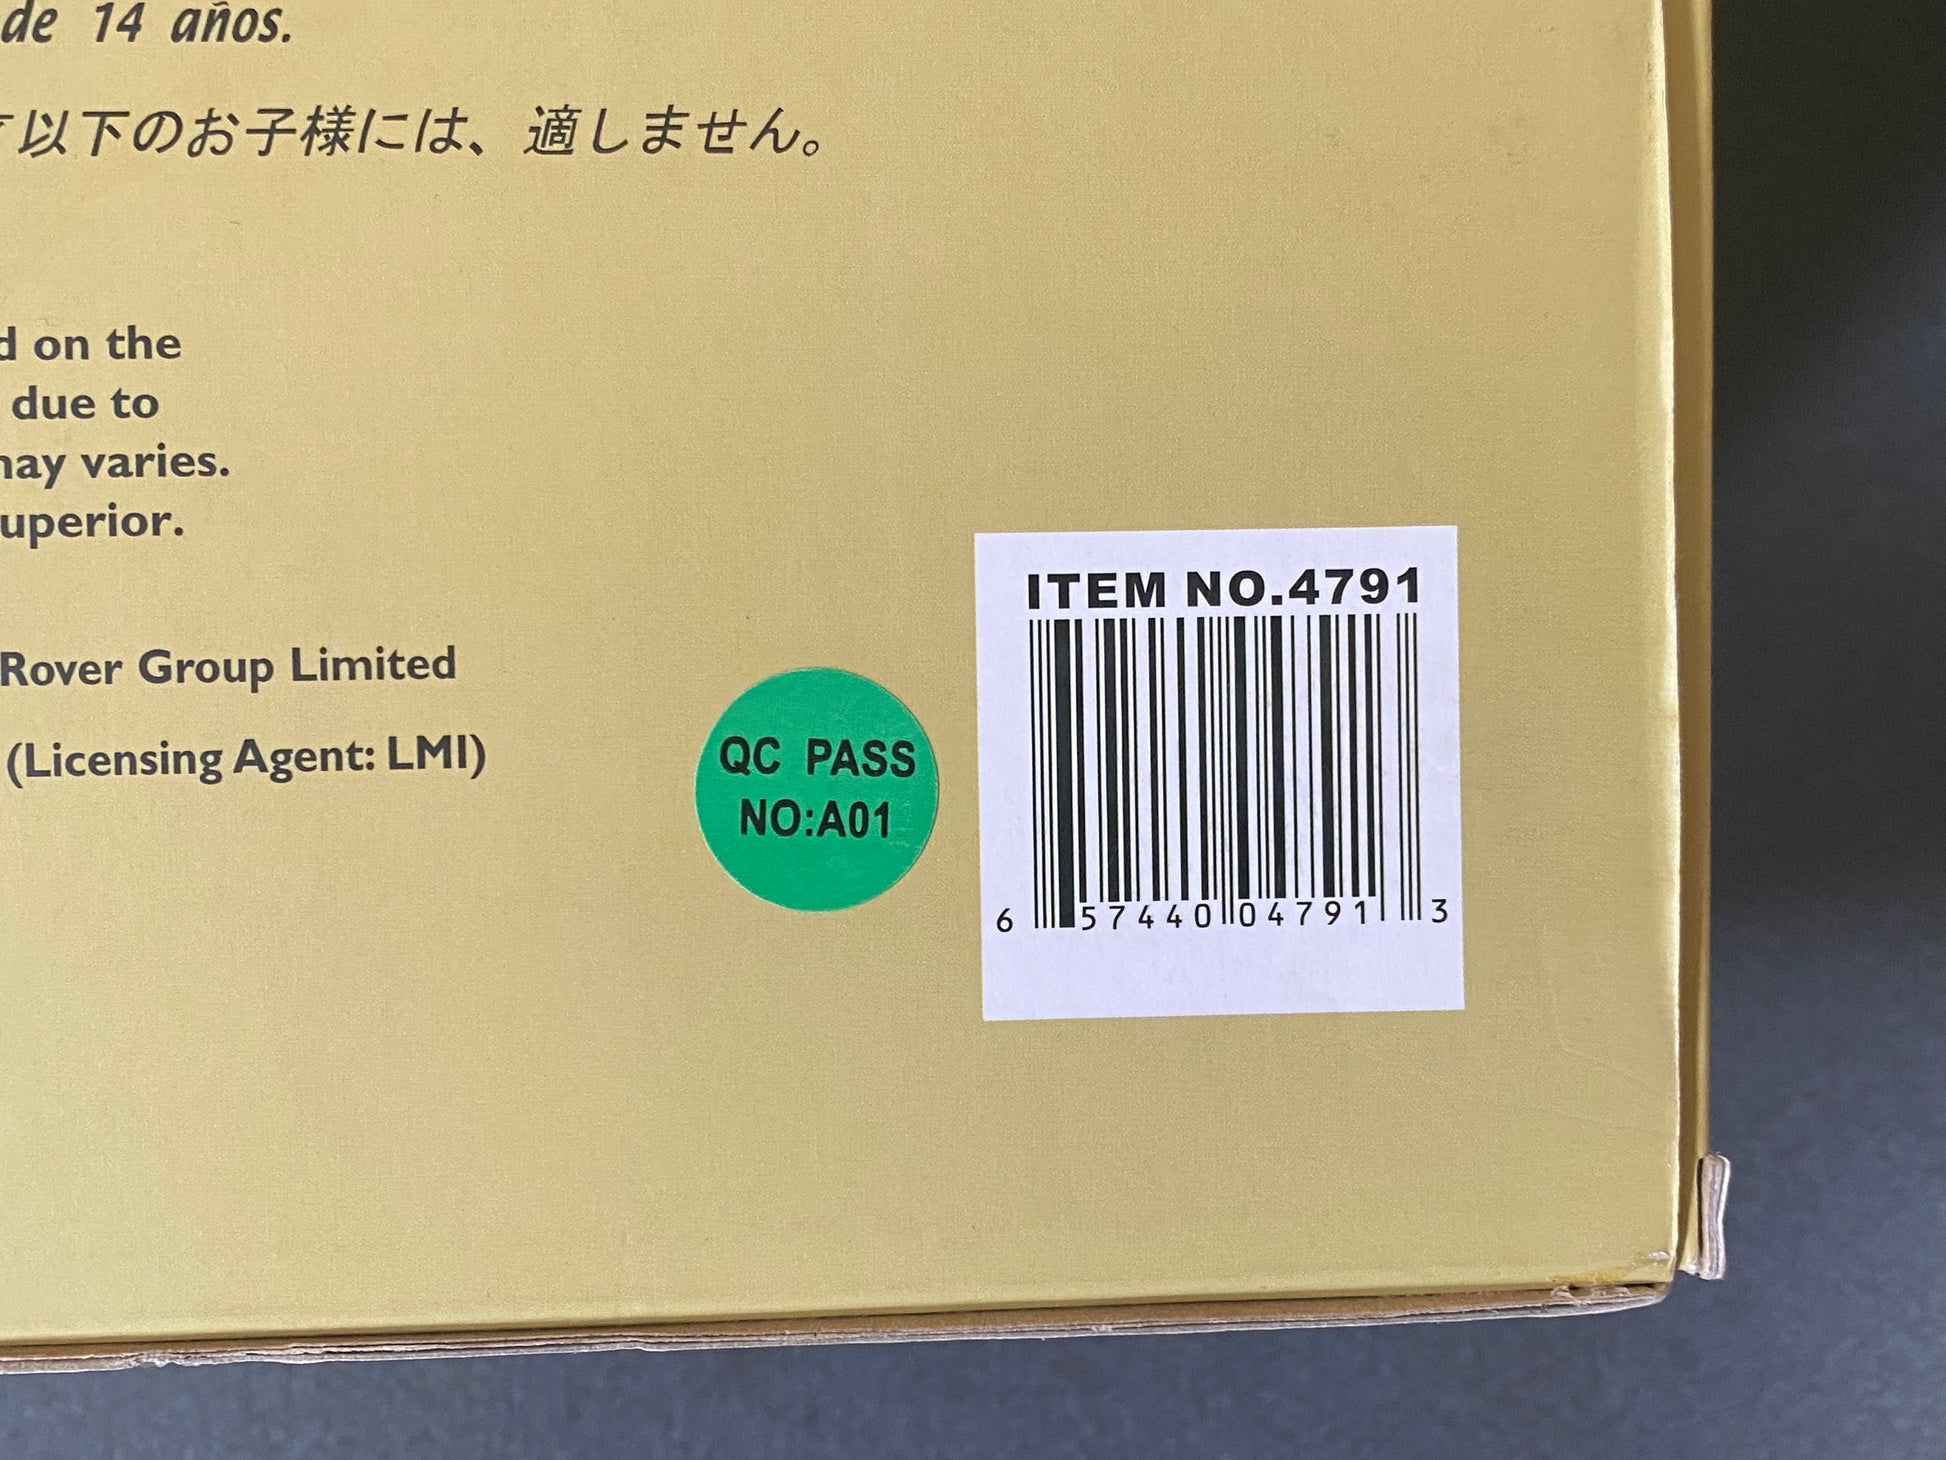 de 14 años.
以下のお子様には、適しません。
d on the
due to
may varies.
superior.
Rover Group Limited
(Licensing Agent: LMI)
QC PASS
NO:A01
ITEM NO.4791
6 57440 04791 3